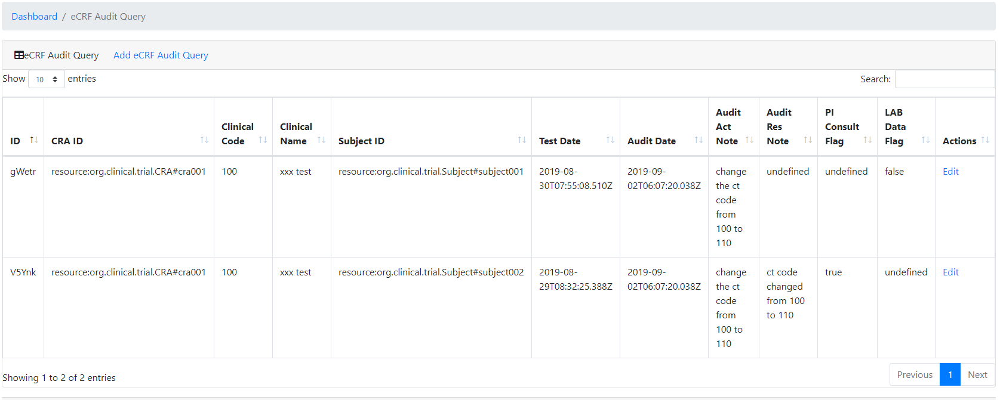 Dashboard / eCRF Audit Query
eCRF Audit Query Add eCRF Audit Query
Show 10 entries
Search:
ID
CRA ID
Clinical
Code
Clinical
Name
Subject ID
Test Date
Audit Date
Audit
Act
Note
Audit
Res
Note
PI
Consult
Flag
LAB
Data
Flag
Actions
gWetr
resource:org.clinical.trial.CRA#cra001
100
xxx test
resource:org.clinical.trial.Subject#subject001
2019-08-
30T07:55:08.510Z
2019-09-
02T06:07:20.038Z
change
the ct
code
from
100 to
110
undefined
undefined
false
Edit
V5Ynk
resource:org.clinical.trial.CRA#cra001
100
xxx test
resource:org.clinical.trial.Subject#subject002
2019-08-
29T08:32:25.388Z
2019-09-
02T06:07:20.038Z
change
the ct
code
from
100 to
110
ct code
changed
from 100
to 110
true
undefined
Edit
Showing 1 to 2 of 2 entries
Previous 1 Next